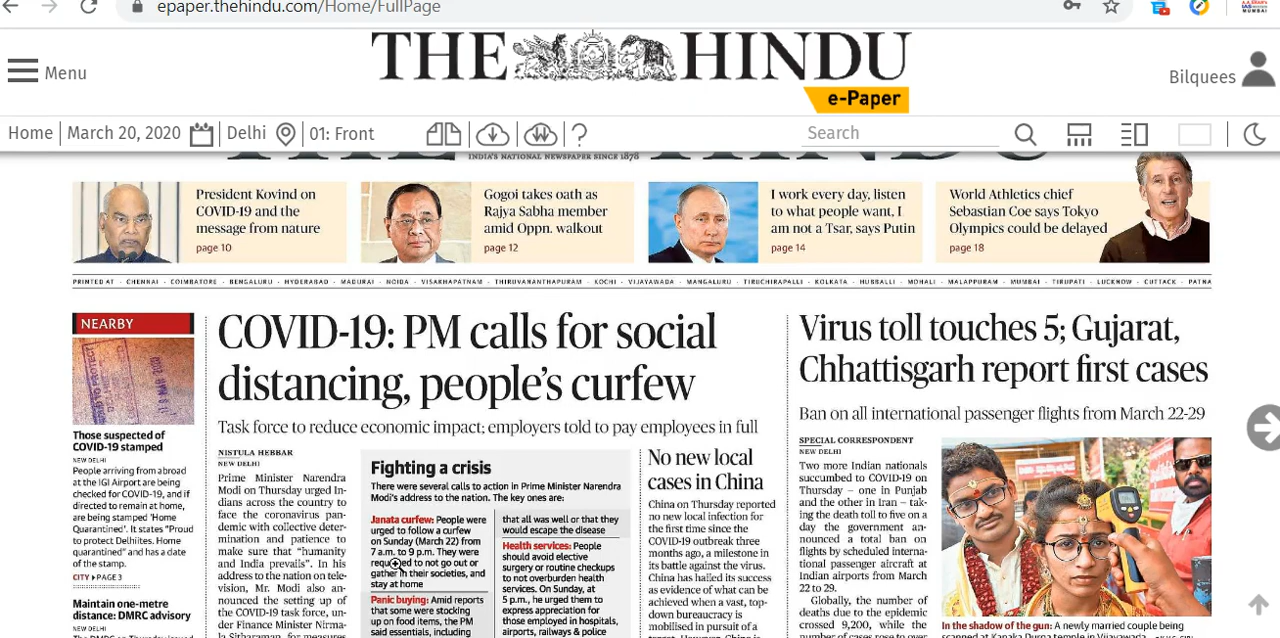 epaper.thehindu.com/Home/FullPage
Menu
THE HINDU
e-Paper
Bilquees
Home
March 20, 2020
Delhi
01: Front
Search
INDIA'S NATIONAL NEWSPAPER SINCE 1878
President Kovind on
COVID-19 and the
message from nature
page 10
Gogoi takes oath as
Rajya Sabha member
amid Oppn. walkout
page 12
I work every day, listen
to what people want, I
am not a Tsar, says Putin
page 14
World Athletics chief
Sebastian Coe says Tokyo
Olympics could be delayed
page 18
PRINTED AT · CHENNAI · COIMBATORE · BENGALURU · HYDERABAD · MADURAI · NOIDA · VISAKHAPATNAM · THIRUVANANTHAPURAM · KOCHI · VIJAYAWADA · MANGALURU · TIRUCHIRAPALLI · KOLKATA · HUBBALLI · MOHALI · MALAPPURAM · MUMBAI · TIRUPATI · LUCKNOW · CUTTACK · PATNA
NEARBY
Those suspected of
COVID-19 stamped
NEW DELHI
People arriving from abroad
at the IGI Airport are being
checked for COVID-19, and if
directed to remain at home,
are being stamped 'Home
Quarantined'. It states "Proud
to protect Delhiites. Home
quarantined" and has a date
of the stamp.
CITY ▶ PAGE 3
Maintain one-metre
distance: DMRC advisory
NEW DELHI
COVID-19: PM calls for social
distancing, people's curfew
Task force to reduce economic impact; employers told to pay employees in full
NISTULA HEBBAR
NEW DELHI
Prime Minister Narendra
Modi on Thursday urged In-
dians across the country to
face the coronavirus pan-
demic with collective deter-
mination and patience to
make sure that "humanity
and India prevails". In his
address to the nation on tele-
vision, Mr. Modi also an-
nounced the setting up of
the COVID-19 task force, un-
der Finance Minister Nirma-
la Sitharaman, for measures
Fighting a crisis
There were several calls to action in Prime Minister Narendra
Modi's address to the nation. The key ones are:
Janata curfew: People were
urged to follow a curfew
on Sunday (March 22) from
7 a.m. to 9 p.m. They were
requested to not go out or
gather in their societies, and
stay at home
Panic buying: Amid reports
that some were stocking
up on food items, the PM
said essentials, including
that all was well or that they
would escape the disease
Health services: People
should avoid elective
surgery or routine checkups
to not overburden health
services. On Sunday, at
5 p.m., he urged them to
express appreciation for
those employed in hospitals,
airports, railways & police
No new local
cases in China
China on Thursday reported
no new local infection for
the first time since the
COVID-19 outbreak three
months ago, a milestone in
its battle against the virus.
China has hailed its success
as evidence of what can be
achieved when a vast, top-
down bureaucracy is
mobilised in pursuit of
Virus toll touches 5; Gujarat,
Chhattisgarh report first cases
Ban on all international passenger flights from March 22-29
SPECIAL CORRESPONDENT
NEW DELHI
Two more Indian nationals
succumbed to COVID-19 on
Thursday – one in Punjab
and the other in Iran – tak-
ing the death toll to five on a
day the government an-
nounced a total ban on
flights by scheduled interna-
tional passenger aircraft at
Indian airports from March
22 to 29.
Globally, the number of
deaths due to the epidemic
crossed 9,200, while the
In the shadow of the gun: A newly married couple being